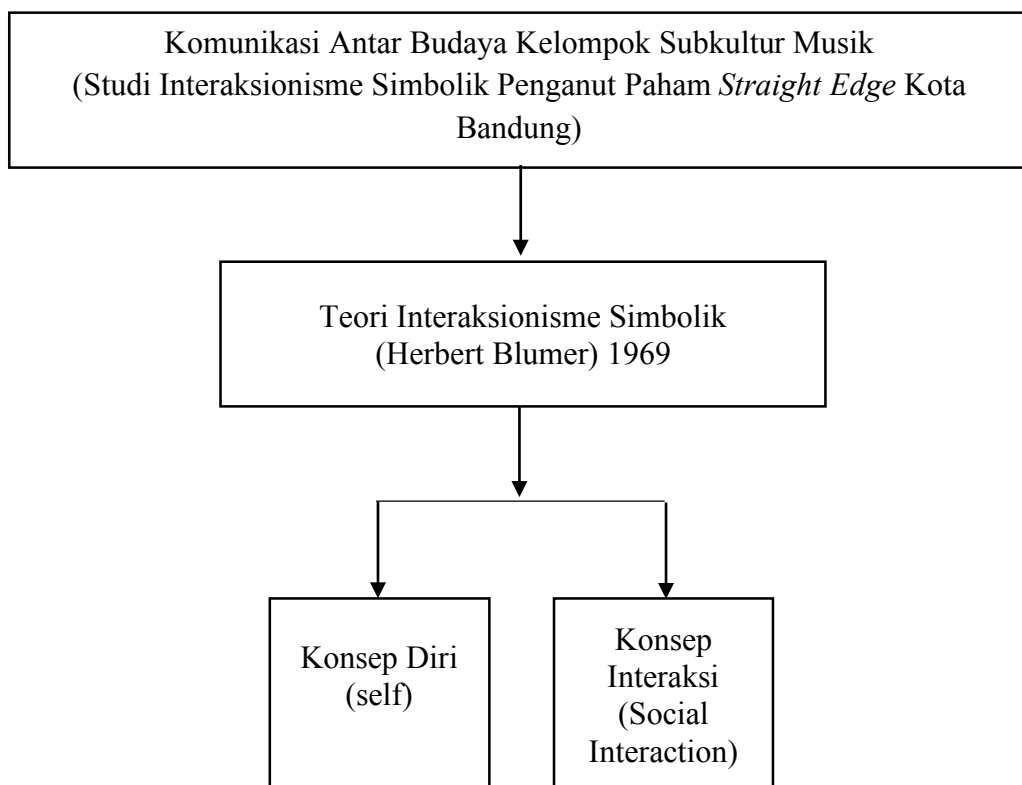 Komunikasi Antar Budaya Kelompok Subkultur Musik
(Studi Interaksionisme Simbolik Penganut Paham Straight Edge Kota
Bandung)
Teori Interaksionisme Simbolik
(Herbert Blumer) 1969
Konsep Diri
(self)
Konsep
Interaksi
(Social
Interaction)